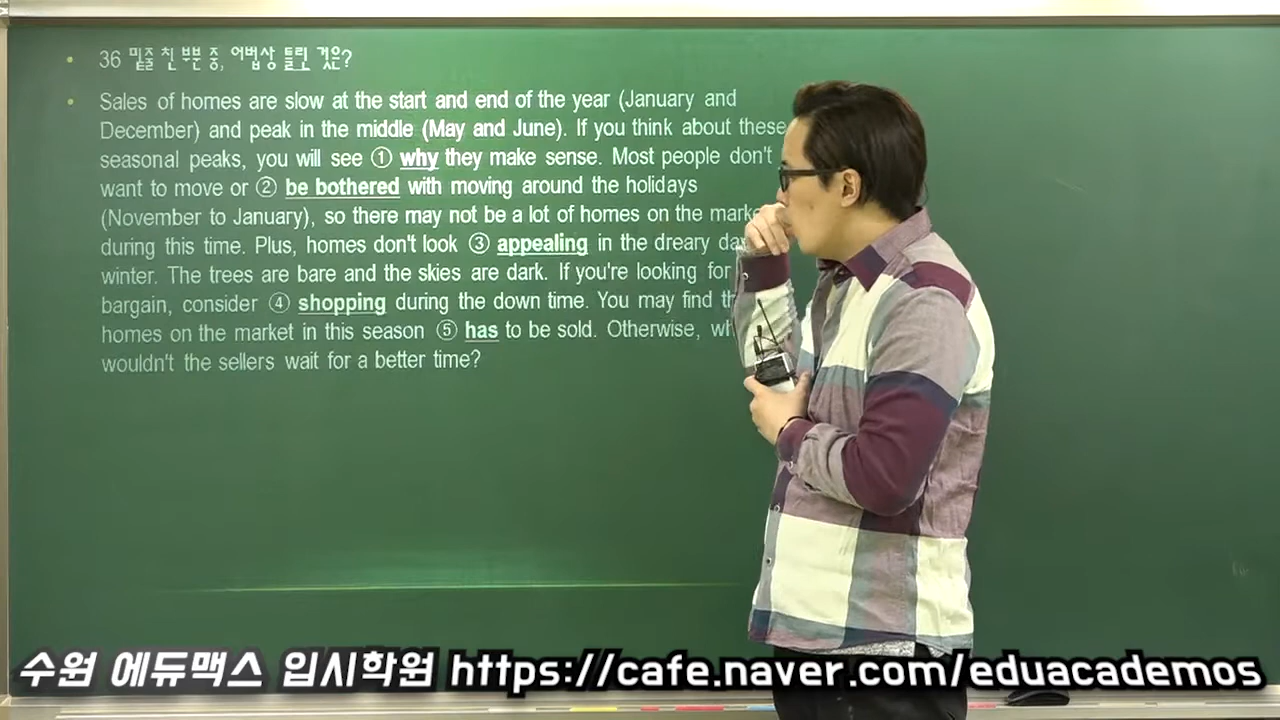 36 밑줄 친 부분 중, 어법상 틀린 것은?
Sales of homes are slow at the start and end of the year (January and
December) and peak in the middle (May and June). If you think about these
seasonal peaks, you will see ① why they make sense. Most people don't
want to move or ② be bothered with moving around the holidays
(November to January), so there may not be a lot of homes on the
during this time. Plus, homes don't look ③ appealing in the dreary
winter. The trees are bare and the skies are dark. If you're looking for
bargain, consider ④ shopping during the down time. You may find
homes on the market in this season ⑤ has to be sold. Otherwise,
wouldn't the sellers wait for a better time?
수원 에듀맥스 입시학원 https://cafe.naver.com/eduacademos